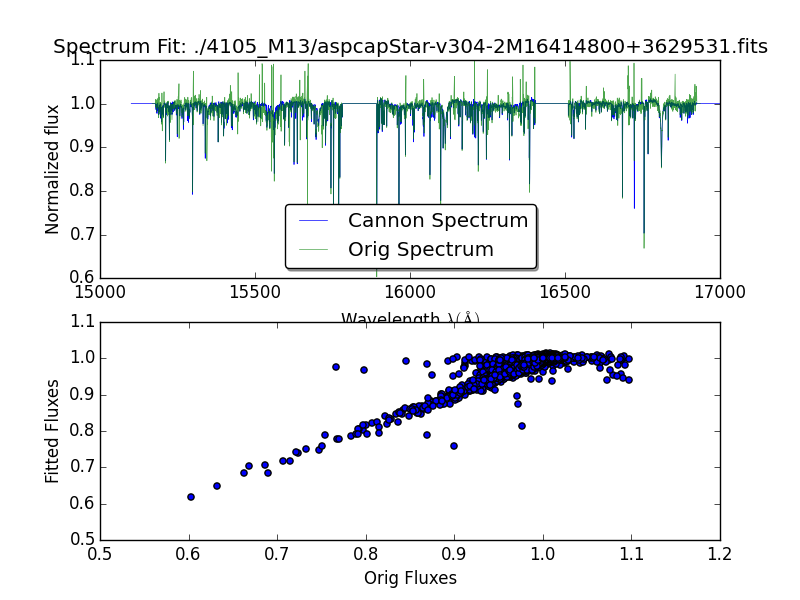 Spectrum Fit: ./4105_M13/aspcapStar-v304-2M16414800+3629531.fits
1.1
1.0
0.9
0.8
0.7
0.6
Normalized flux
Cannon Spectrum
Orig Spectrum
15000 15500 16000 16500 17000
Wavelength λ(Å)
1.1
1.0
0.9
0.8
0.7
0.6
0.5
Fitted Fluxes
0.5 0.6 0.7 0.8 0.9 1.0 1.1 1.2
Orig Fluxes